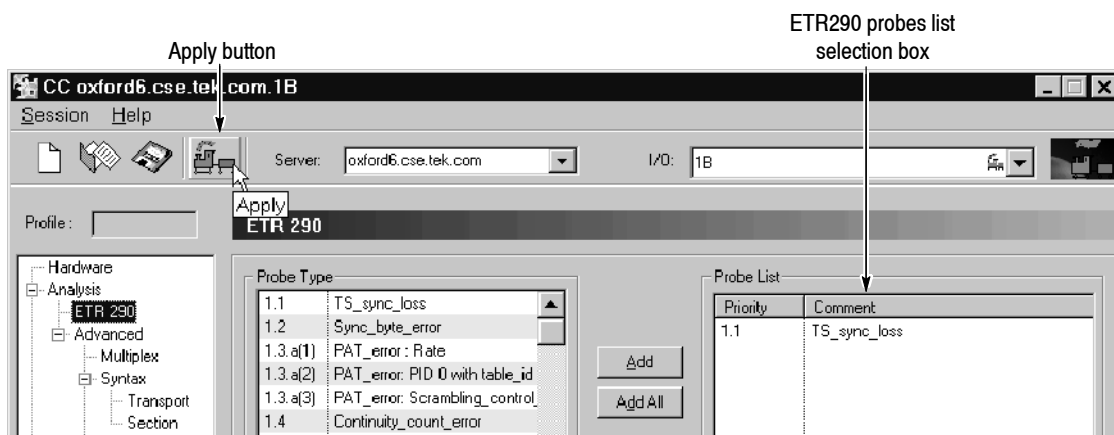 ETR290 probes list
selection box
Apply button
CC oxford6.cse.tek.com.1B
Session Help
Server: oxford6.cse.tek.com I/O: 1B
Apply
Profile :
ETR 290
Hardware
Analysis
ETR 290
Advanced
Multiplex
Syntax
Transport
Section
Probe Type
1.1 TS_sync_loss
1.2 Sync_byte_error
1.3.a(1) PAT_error : Rate
1.3.a(2) PAT_error: PID 0 with table_id
1.3.a(3) PAT_error: Scrambling_control_
1.4 Continuity_count_error
Add
Add All
Probe List
Priority Comment
1.1 TS_sync_loss